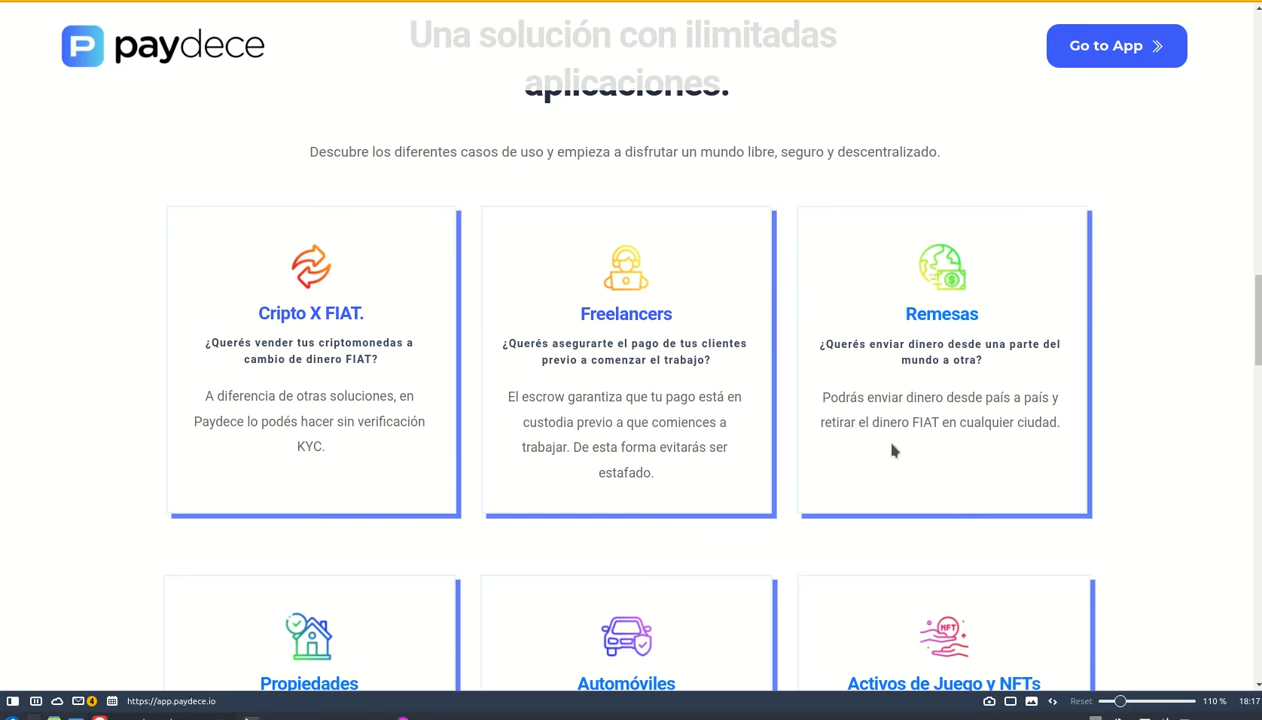 Una solución con ilimitadas
paydece
Go to App
aplicaciones.
Descubre los diferentes casos de uso y empieza a disfrutar un mundo libre, seguro y descentralizado.
Cripto X FIAT.
¿Querés vender tus criptomonedas a
cambio de dinero FIAT?
A diferencia de otras soluciones, en
Paydece lo podés hacer sin verificación
KYC.
Freelancers
¿Querés asegurarte el pago de tus clientes
previo a comenzar el trabajo?
El escrow garantiza que tu pago está en
custodia previo a que comiences a
trabajar. De esta forma evitarás ser
estafado.
Remesas
¿Querés enviar dinero desde una parte del
mundo a otra?
Podrás enviar dinero desde país a país y
retirar el dinero FIAT en cualquier ciudad.
Propiedades
Automóviles
NFT
Activos de Juego y NFTs
4
https://app.paydece.io
Reset
110 %
18:17